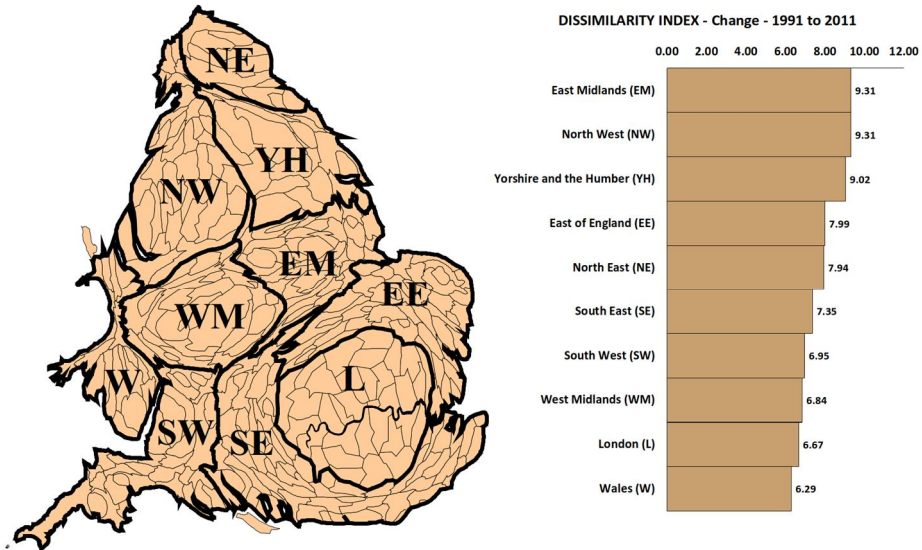 NE
YH
NW
EM
EE
WM
L
W
SW
SE
DISSIMILARITY INDEX - Change - 1991 to 2011
0.00 2.00 4.00 6.00 8.00 10.00 12.00
East Midlands (EM) 9.31
North West (NW) 9.31
Yorshire and the Humber (YH) 9.02
East of England (EE) 7.99
North East (NE) 7.94
South East (SE) 7.35
South West (SW) 6.95
West Midlands (WM) 6.84
London (L) 6.67
Wales (W) 6.29